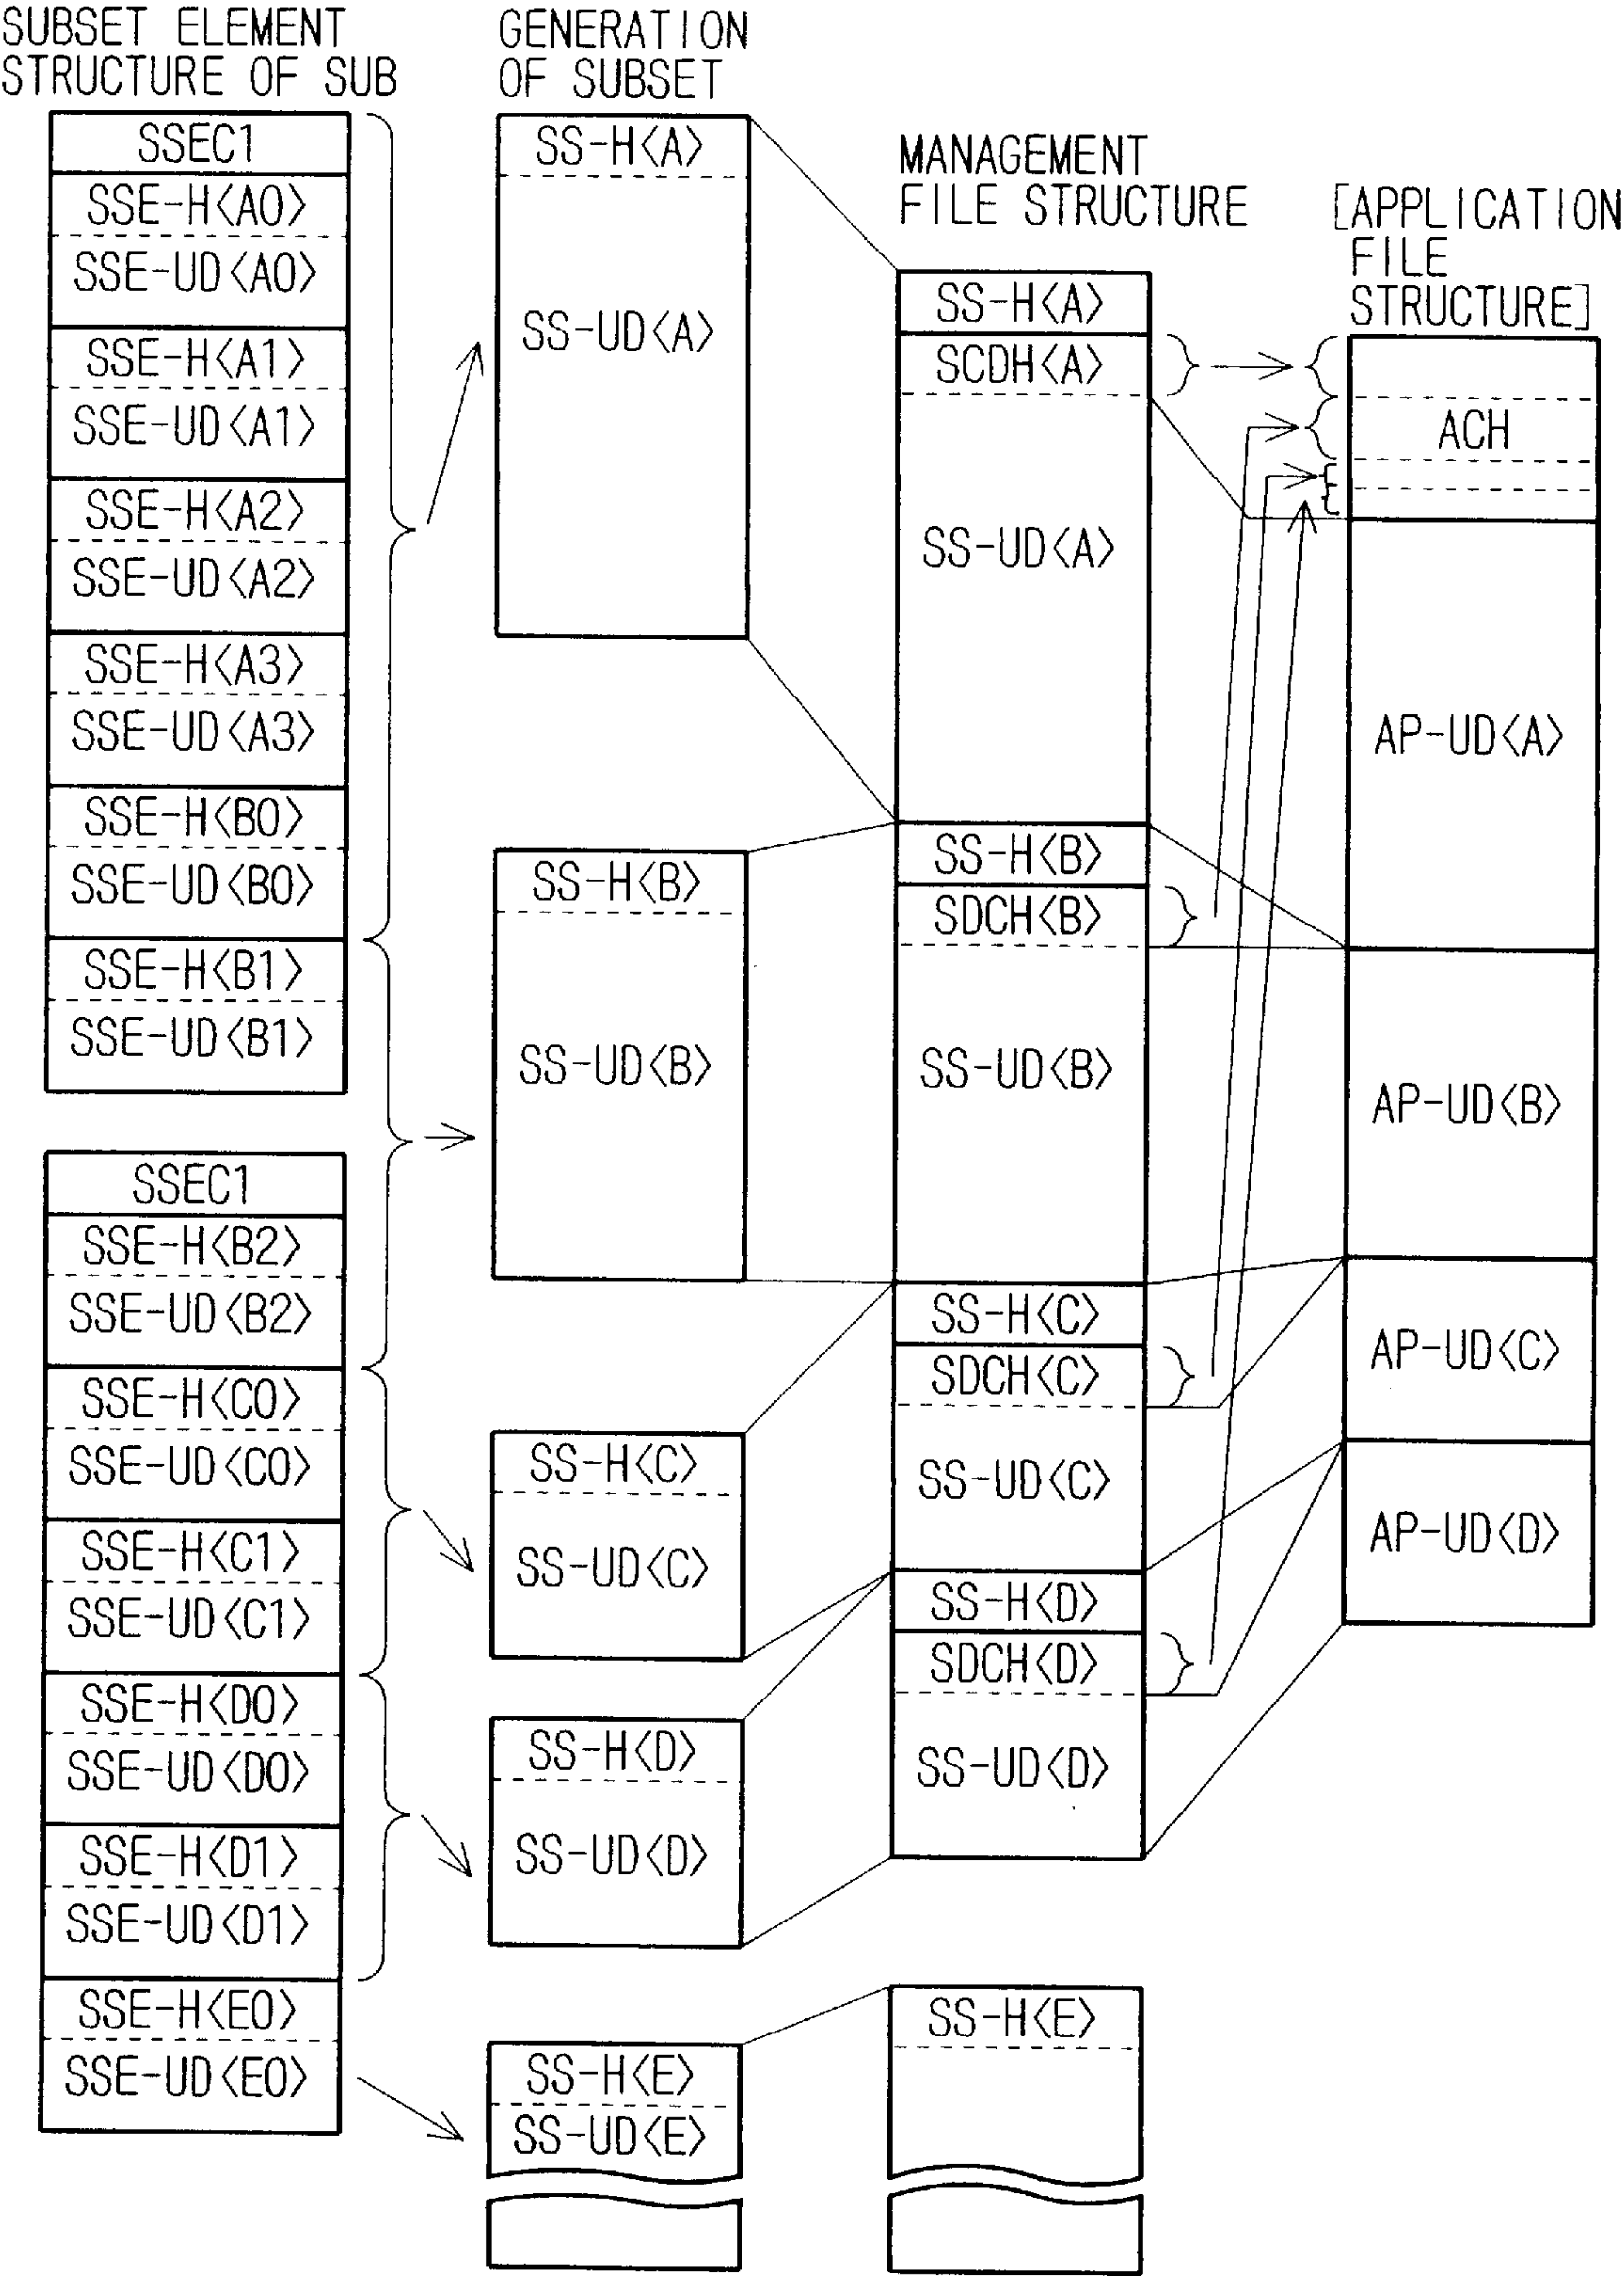 SUBSET ELEMENT
STRUCTURE OF SUB
SSEC1
SSE-H<A0>
SSE-UD<A0>
SSE-H<A1>
SSE-UD<A1>
SSE-H<A2>
SSE-UD<A2>
SSE-H<A3>
SSE-UD<A3>
SSE-H<B0>
SSE-UD<B0>
SSE-H<B1>
SSE-UD<B1>
SSEC1
SSE-H<B2>
SSE-UD<B2>
SSE-H<C0>
SSE-UD<C0>
SSE-H<C1>
SSE-UD<C1>
SSE-H<D0>
SSE-UD<D0>
SSE-H<D1>
SSE-UD<D1>
SSE-H<E0>
SSE-UD<E0>
GENERATION
OF SUBSET
SS-H<A>
SS-UD<A>
SS-H<B>
SS-UD<B>
SS-H<C>
SS-UD<C>
SS-H<D>
SS-UD<D>
SS-H<E>
SS-UD<E>
MANAGEMENT
FILE STRUCTURE
SS-H<A>
SCDH<A>
SS-UD<A>
SS-H<B>
SDCH<B>
SS-UD<B>
SS-H<C>
SDCH<C>
SS-UD<C>
SS-H<D>
SDCH<D>
SS-UD<D>
SS-H<E>
[APPLICATION
FILE
STRUCTURE]
ACH
AP-UD<A>
AP-UD<B>
AP-UD<C>
AP-UD<D>